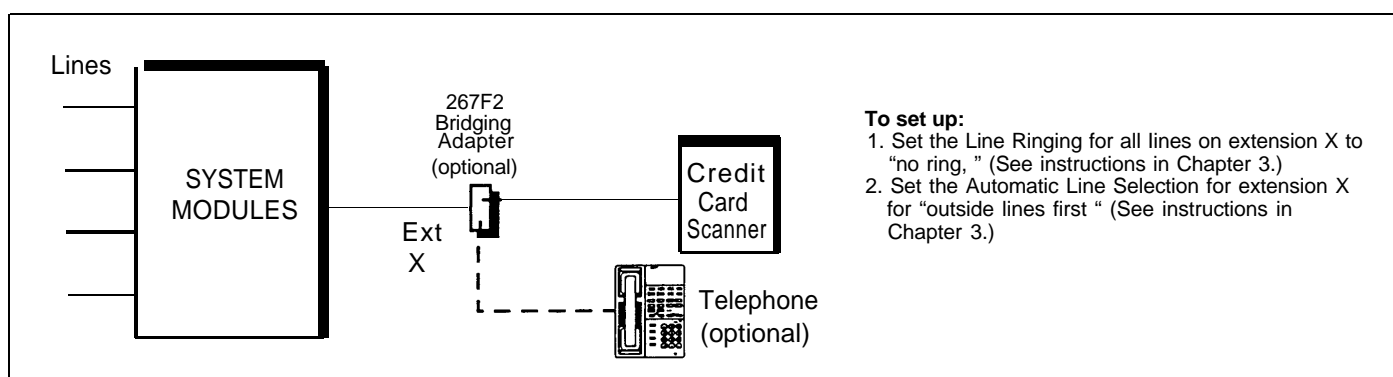 Lines
SYSTEM
MODULES
Ext
X
267F2
Bridging
Adapter
(optional)
Credit
Card
Scanner
Telephone
(optional)
To set up:
1. Set the Line Ringing for all lines on extension X to
“no ring, ” (See instructions in Chapter 3.)
2. Set the Automatic Line Selection for extension X
for “outside lines first “ (See instructions in
Chapter 3.)